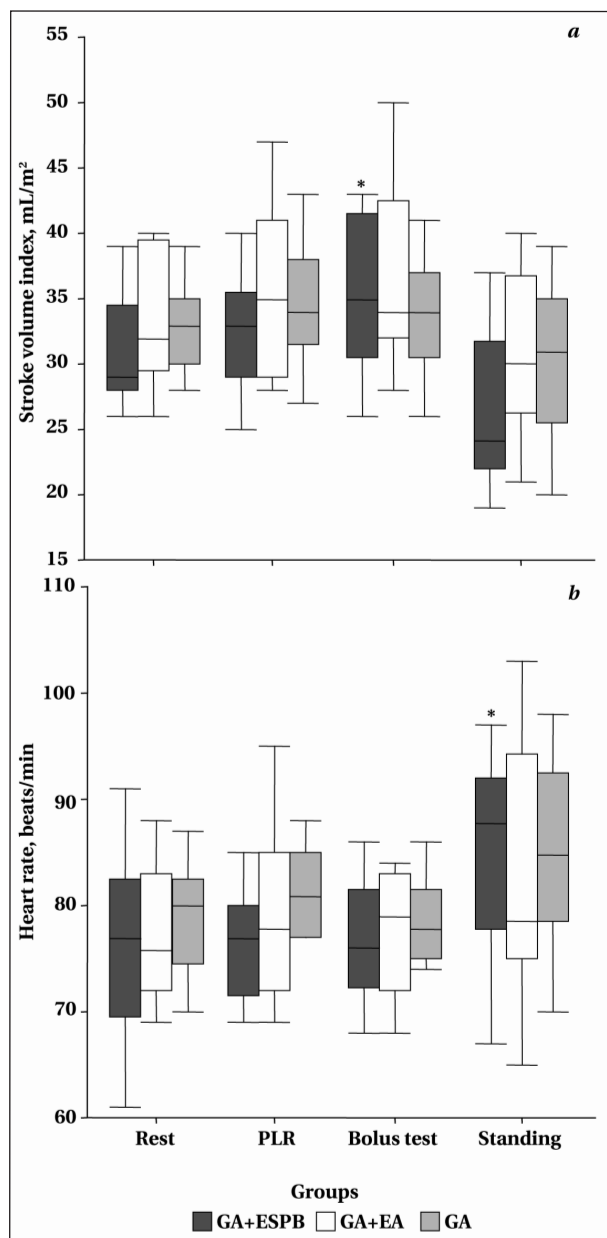 a
Stroke volume index, mL/m²
55
50
45
40
35
30
25
20
15
*
b
Heart rate, beats/min
110
100
90
80
70
60
*
Rest PLR Bolus test Standing
Groups
GA+ESPB GA+EA GA